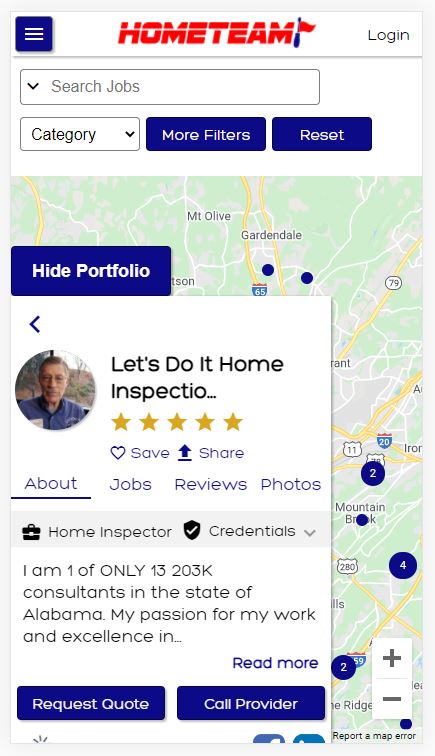 HOMETEAM
Login
Search Jobs
Category
More Filters
Reset
Mt Olive
Gardendale
79
Hide Portfolio
tson
65
Let's Do It Home
Inspectio...
rant
11
20
78
Iron
2
Save
Share
About
Jobs
Reviews
Photos
Mountain
Brook
Home Inspector
Credentials
280
4
I am 1 of ONLY 13 203K
consultants in the state of
Alabama. My passion for my work
and excellence in...
ills
Read more
2
59
+
−
Request Quote
Call Provider
e Ridge
Report a map error